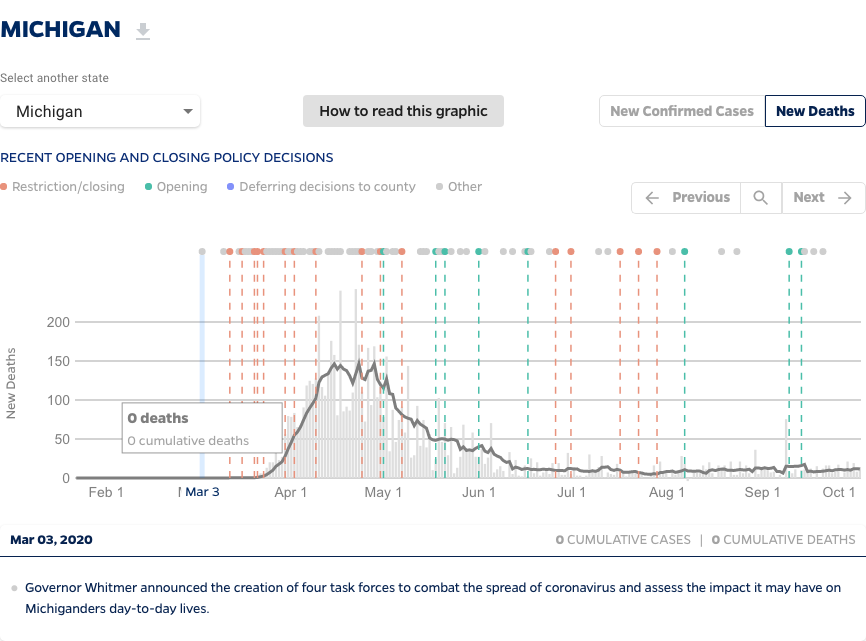 MICHIGAN
Select another state
Michigan
How to read this graphic
New Confirmed Cases
New Deaths
RECENT OPENING AND CLOSING POLICY DECISIONS
Restriction/closing
Opening
Deferring decisions to county
Other
Previous
Next
New Deaths
200
150
100
50
0
0 deaths
0 cumulative deaths
Feb 1
Mar 3
Apr 1
May 1
Jun 1
Jul 1
Aug 1
Sep 1
Oct 1
Mar 03, 2020
0 CUMULATIVE CASES | 0 CUMULATIVE DEATHS
Governor Whitmer announced the creation of four task forces to combat the spread of coronavirus and assess the impact it may have on
Michiganders day-to-day lives.